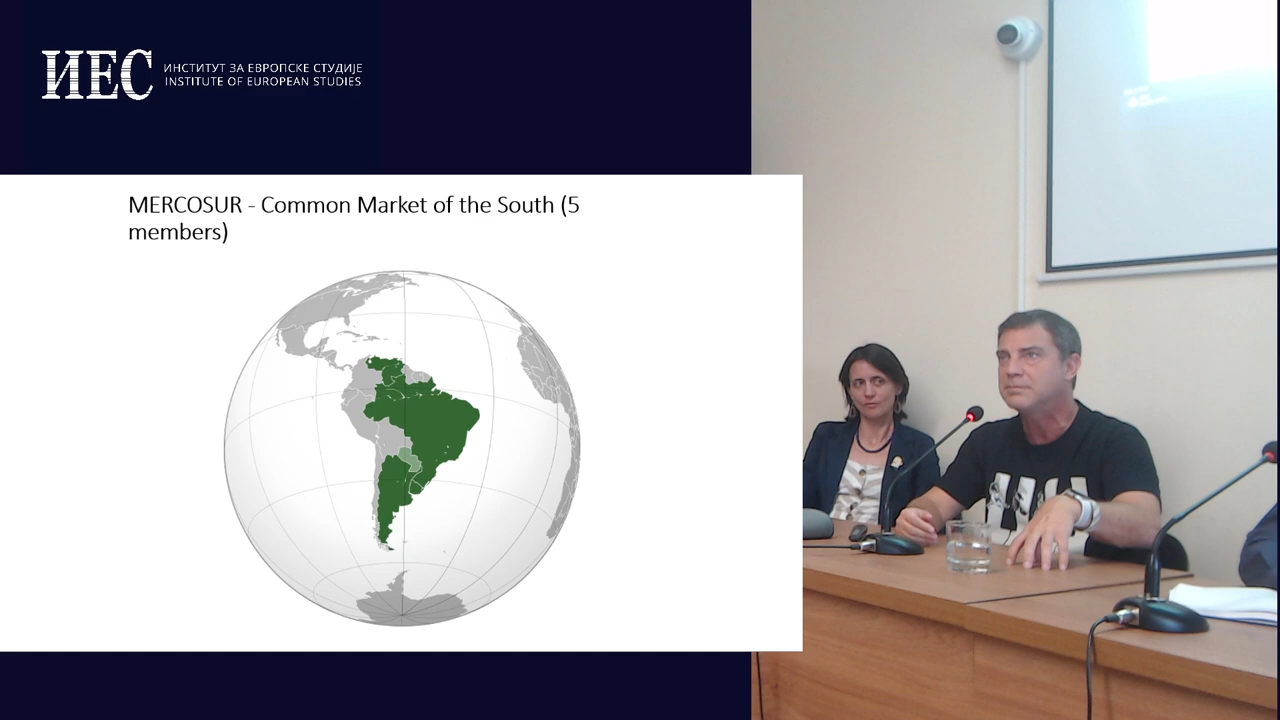 ИЕС
ИНСТИТУТ ЗА ЕВРОПСКЕ СТУДИЈЕ
INSTITUTE OF EUROPEAN STUDIES
MERCOSUR - Common Market of the South (5
members)